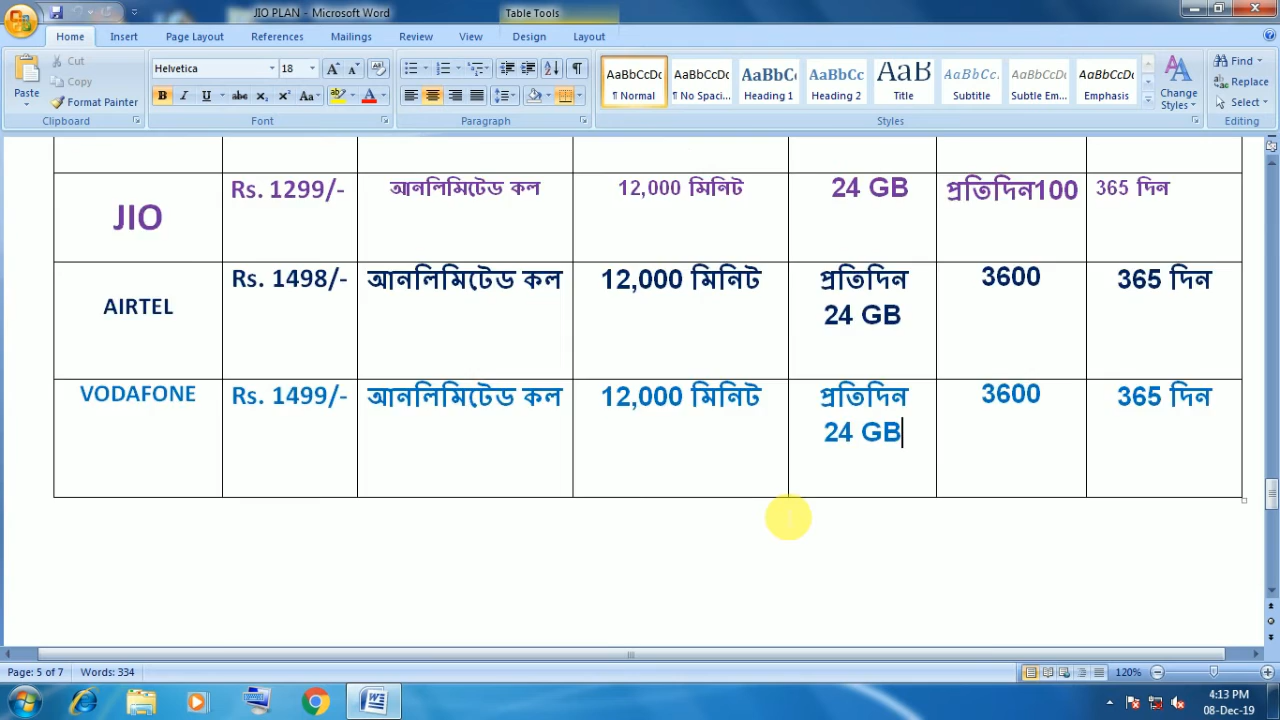 JIO PLAN - Microsoft Word
Table Tools
Home Insert Page Layout References Mailings Review View Design Layout
Paste
Cut
Copy
Format Painter
Clipboard
Helvetica 18
Font
Paragraph
AaBbCcDc AaBbCcDc AaBbCc AaBbCc AaB AaBbCc. AaBbCcDc AaBbCcDc
¶ Normal ¶ No Spaci... Heading 1 Heading 2 Title Subtitle Subtle Em... Emphasis
Change Styles
Styles
Find
Replace
Select
Editing
JIO Rs. 1299/- আনলিমিটেড কল 12,000 মিনিট 24 GB প্রতিদিন100 365 দিন
AIRTEL Rs. 1498/- আনলিমিটেড কল 12,000 মিনিট প্রতিদিন 3600 365 দিন
24 GB
VODAFONE Rs. 1499/- আনলিমিটেড কল 12,000 মিনিট প্রতিদিন 3600 365 দিন
24 GB
Page: 5 of 7 Words: 334 120%
4:13 PM
08-Dec-19